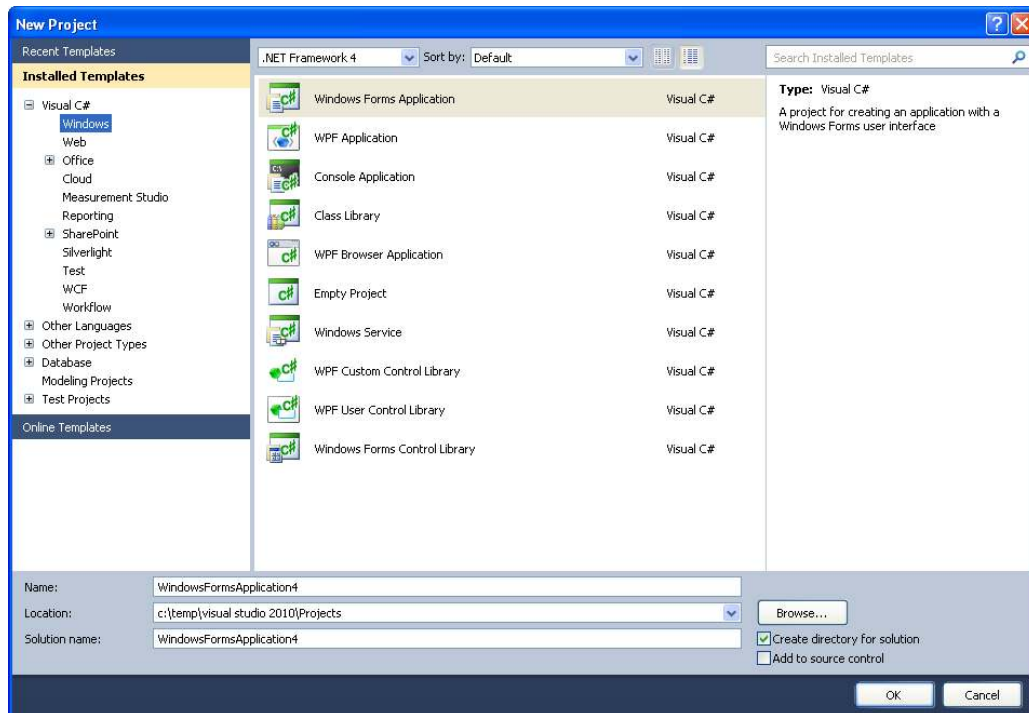 New Project
Recent Templates
Installed Templates
Visual C#
Windows
Web
Office
Cloud
Measurement Studio
Reporting
SharePoint
Silverlight
Test
WCF
Workflow
Other Languages
Other Project Types
Database
Modeling Projects
Test Projects
Online Templates
.NET Framework 4 Sort by: Default
Windows Forms Application Visual C#
WPF Application Visual C#
Console Application Visual C#
Class Library Visual C#
WPF Browser Application Visual C#
Empty Project Visual C#
Windows Service Visual C#
WPF Custom Control Library Visual C#
WPF User Control Library Visual C#
Windows Forms Control Library Visual C#
Search Installed Templates
Type: Visual C#
A project for creating an application with a
Windows Forms user interface
Name: WindowsFormsApplication4
Location: c:\temp\visual studio 2010\Projects Browse...
Solution name: WindowsFormsApplication4
Create directory for solution
Add to source control
OK Cancel